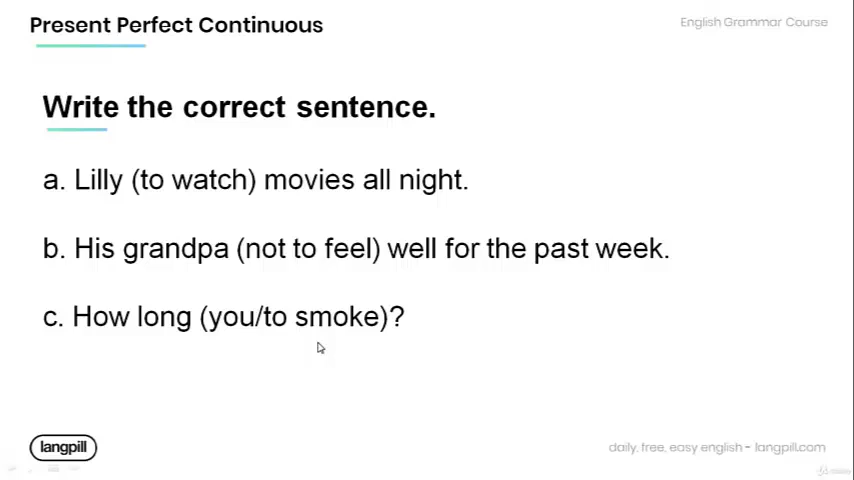 Present Perfect Continuous
English Grammar Course
Write the correct sentence.
a. Lilly (to watch) movies all night.
b. His grandpa (not to feel) well for the past week.
c. How long (you/to smoke)?
langpill
daily, free, easy english - langpill.com